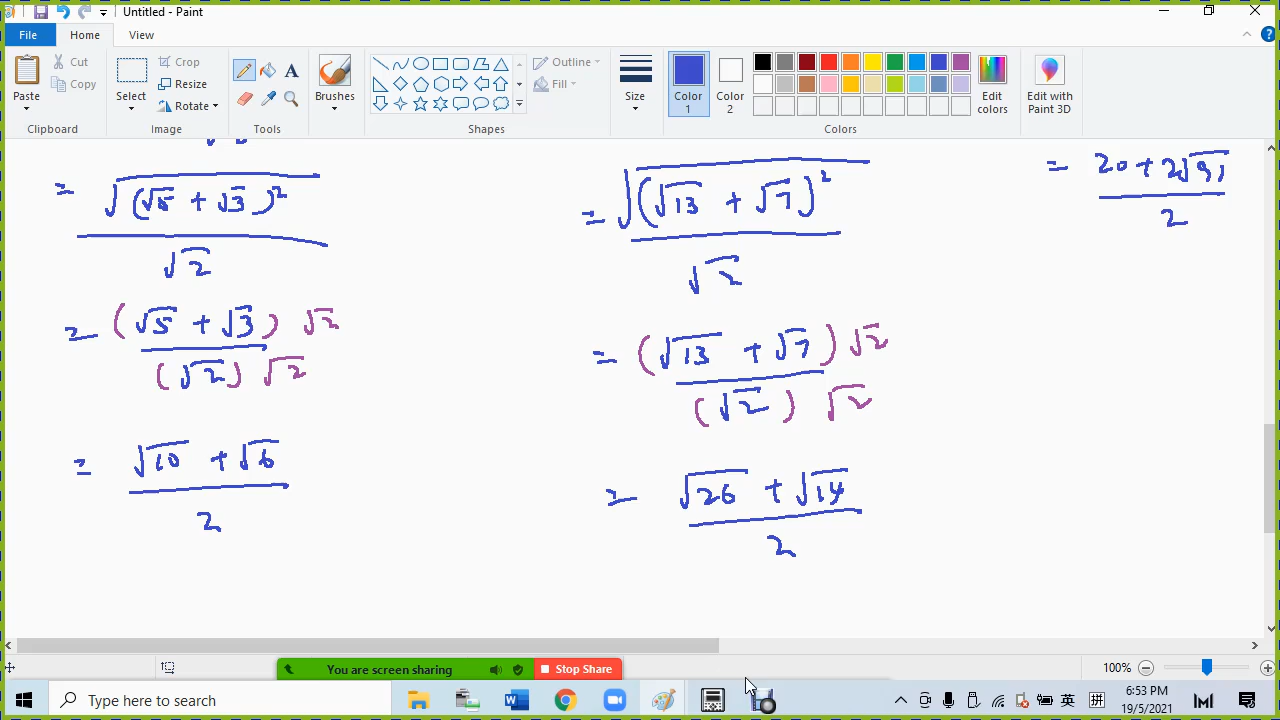 Untitled - Paint
File Home View
Paste Cut Copy Clipboard
Select Crop Resize Rotate Image
Tools
Brushes
Outline Fill Shapes
Size
Color 1 Color 2 Edit colors Colors
Edit with Paint 3D
= √((√5 + √3)²) / √2
= (√5 + √3) √2 / (√2) √2
= (√10 + √6) / 2
= √((√13 + √7)²) / √2
= (√13 + √7) √2 / (√2) √2
= (√26 + √14) / 2
= (20 + 2√91) / 2
You are screen sharing Stop Share
100%
Type here to search
英 拼
6:53 PM
19/5/2021